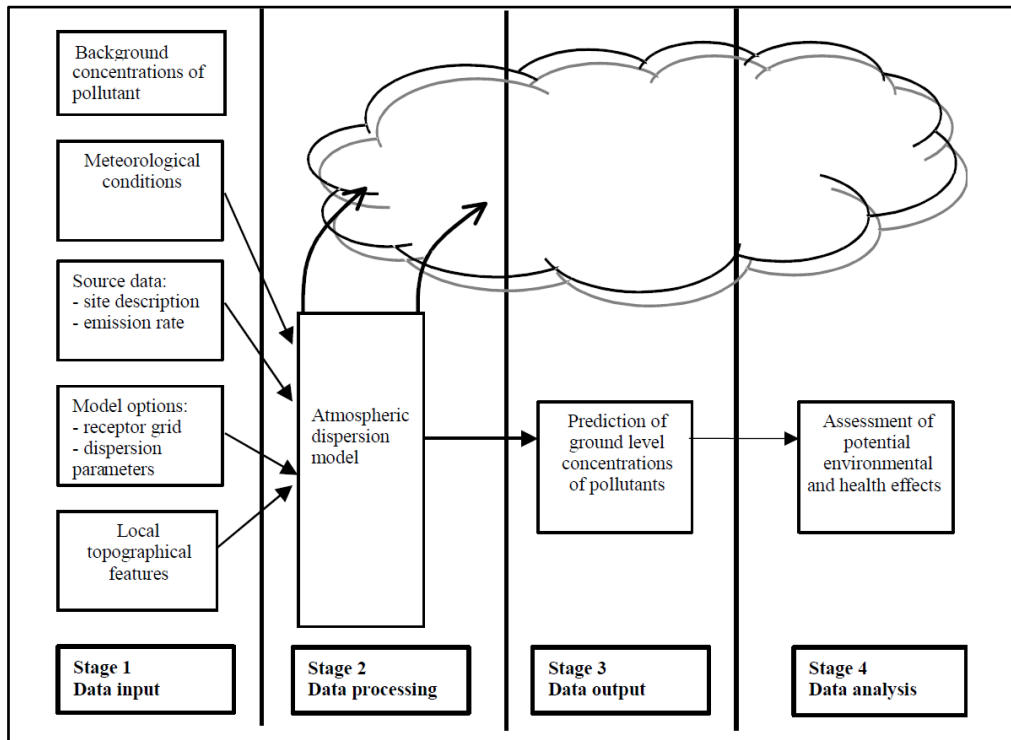 Background
concentrations of
pollutant
Meteorological
conditions
Source data:
- site description
- emission rate
Model options:
- receptor grid
- dispersion
parameters
Local
topographical
features
Atmospheric
dispersion
model
Prediction of
ground level
concentrations
of pollutants
Assessment of
potential
environmental
and health effects
Stage 1
Data input
Stage 2
Data processing
Stage 3
Data output
Stage 4
Data analysis